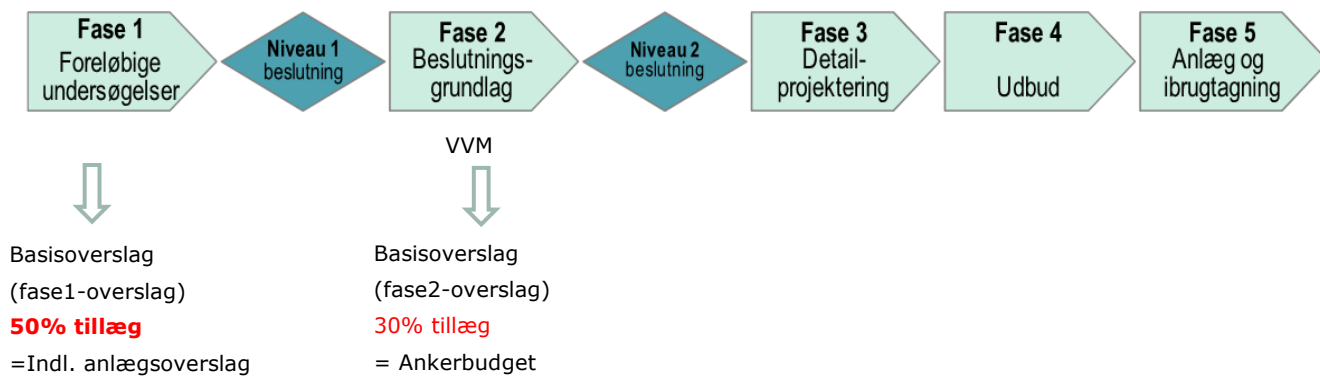 Fase 1
Foreløbige
undersøgelser
Niveau 1
beslutning
Fase 2
Beslutnings-
grundlag
Niveau 2
beslutning
Fase 3
Detail-
projektering
Fase 4
Udbud
Fase 5
Anlæg og
ibrugtagning
VVM
Basisoverslag
(fase1-overslag)
50% tillæg
=Indl. anlægsoverslag
Basisoverslag
(fase2-overslag)
30% tillæg
= Ankerbudget